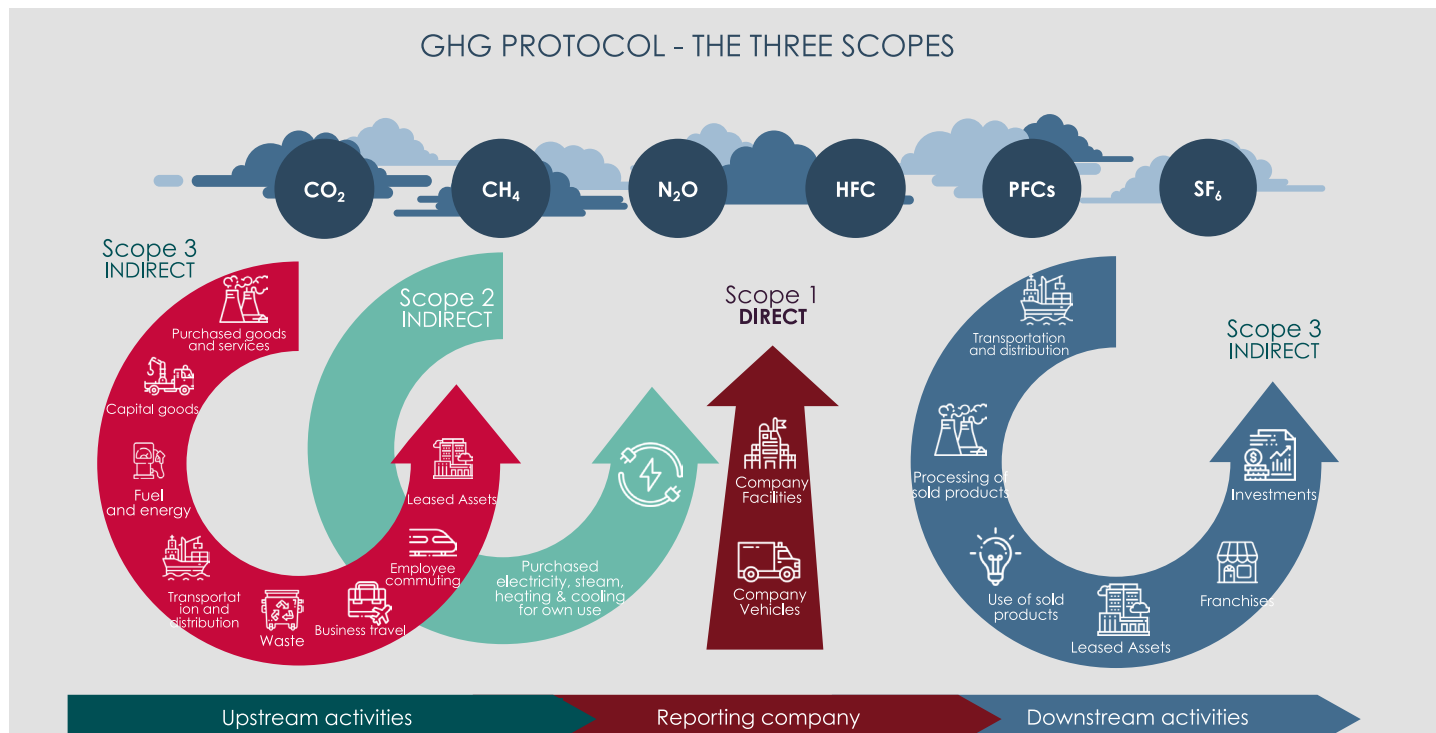 GHG PROTOCOL - THE THREE SCOPES
CO₂
CH₄
N₂O
HFC
PFCs
SF₆
Scope 3
INDIRECT
Purchased goods
and services
Capital goods
Fuel
and energy
Transportat
ion and
distribution
Waste
Business travel
Employee
commuting
Leased Assets
Scope 2
INDIRECT
Purchased
electricity, steam,
heating & cooling
for own use
Scope 1
DIRECT
Company
Facilities
Company
Vehicles
Transportation
and distribution
Processing of
sold products
Use of sold
products
Leased Assets
Franchises
Investments
Scope 3
INDIRECT
Upstream activities
Reporting company
Downstream activities